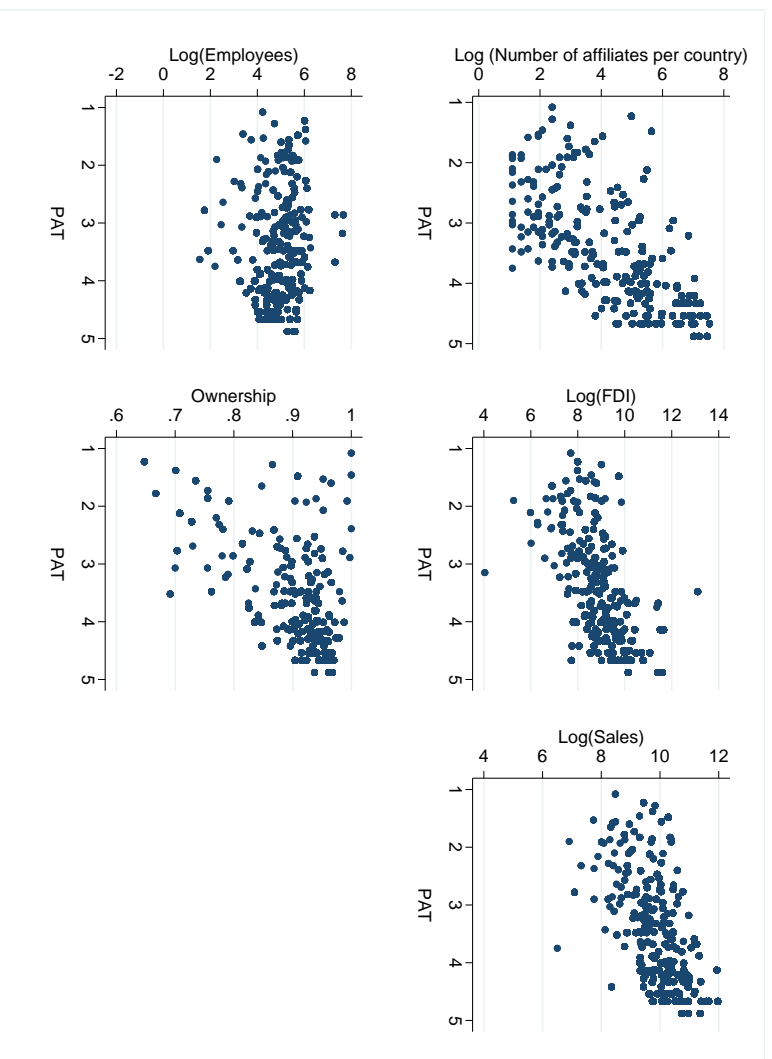 Log(Employees)
-2 0 2 4 6 8
1 2 3 4 5
PAT
Log (Number of affiliates per country)
0 2 4 6 8
1 2 3 4 5
PAT
Ownership
.6 .7 .8 .9 1
1 2 3 4 5
PAT
Log(FDI)
4 6 8 10 12 14
1 2 3 4 5
PAT
Log(Sales)
4 6 8 10 12
1 2 3 4 5
PAT